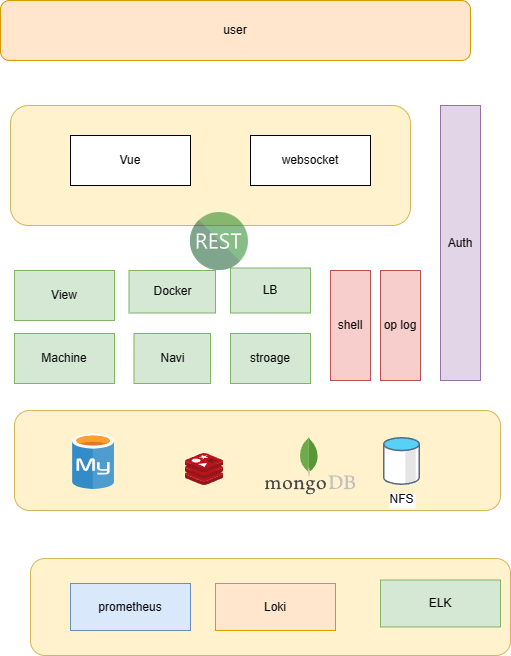 user
Vue
websocket
Auth
REST
View
Docker
LB
shell
op log
Machine
Navi
stroage
My
mongoDB
NFS
prometheus
Loki
ELK